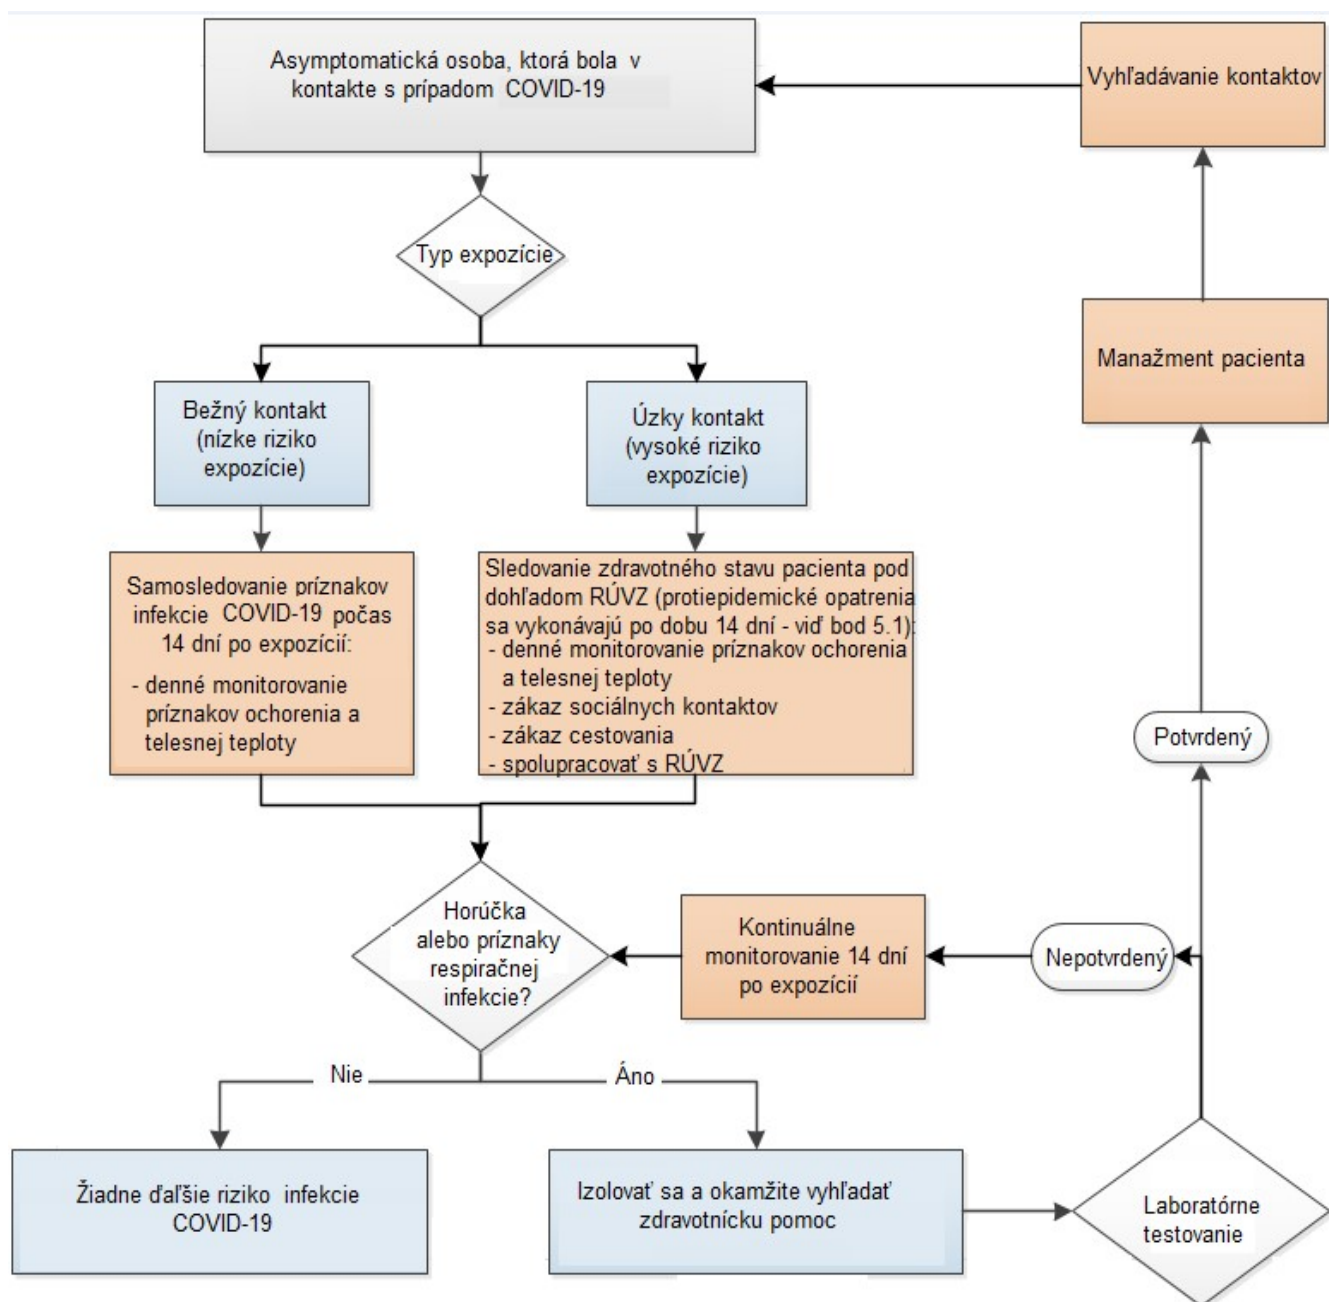 Asymptomatická osoba, ktorá bola v
kontakte s prípadom COVID-19
Vyhľadávanie kontaktov
Typ expozície
Manažment pacienta
Bežný kontakt
(nízke riziko
expozície)
Úzky kontakt
(vysoké riziko
expozície)
Samosledovanie príznakov
infekcie COVID-19 počas
14 dní po expozícií:
- denné monitorovanie
príznakov ochorenia a
telesnej teploty
Sledovanie zdravotného stavu pacienta pod
dohľadom RÚVZ (protiepidemické opatrenia
sa vykonávajú po dobu 14 dní - viď bod 5.1):
- denné monitorovanie príznakov ochorenia
a telesnej teploty
- zákaz sociálnych kontaktov
- zákaz cestovania
- spolupracovať s RÚVZ
Potvrdený
Horúčka
alebo príznaky
respiračnej
infekcie?
Kontinuálne
monitorovanie 14 dní
po expozícií
Nepotvrdený
Nie
Áno
Žiadne ďaľšie riziko infekcie
COVID-19
Izolovať sa a okamžite vyhľadať
zdravotnícku pomoc
Laboratórne
testovanie